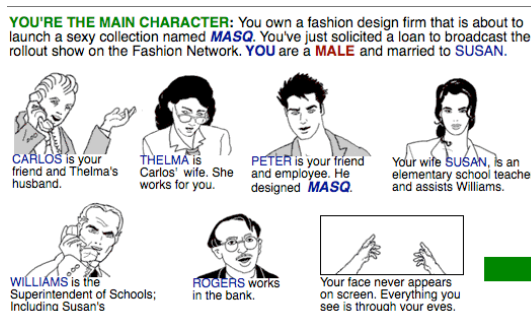 YOU'RE THE MAIN CHARACTER: You own a fashion design firm that is about to
launch a sexy collection named MASQ. You've just solicited a loan to broadcast the
rollout show on the Fashion Network. YOU are a MALE and married to SUSAN.
CARLOS is your
friend and Thelma's
husband.
THELMA is
Carlos' wife. She
works for you.
PETER is your friend
and employee. He
designed MASQ.
Your wife SUSAN, is an
elementary school teache
and assists Williams.
WILLIAMS is the
Superintendent of Schools;
Including Susan's
ROGERS works
in the bank.
Your face never appears
on screen. Everything you
see is through your eyes.